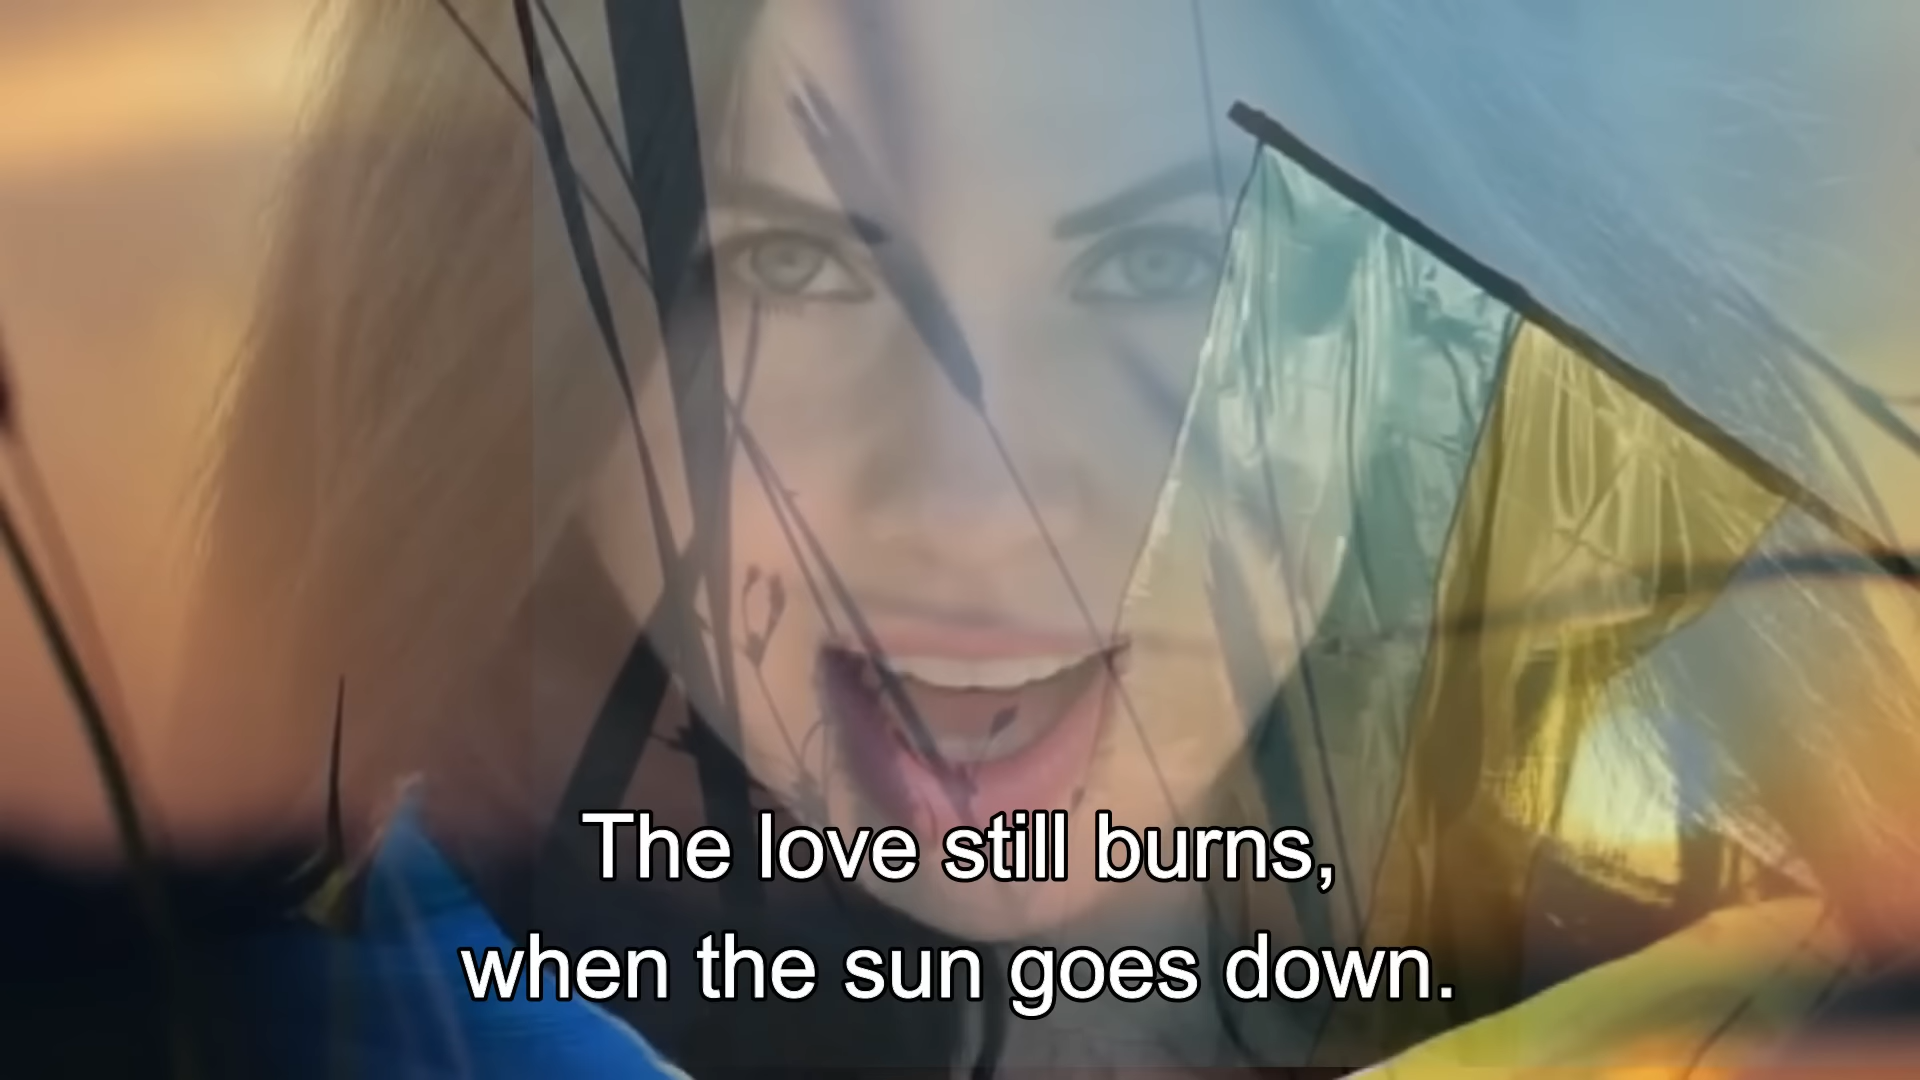 The love still burns,
when the sun goes down.